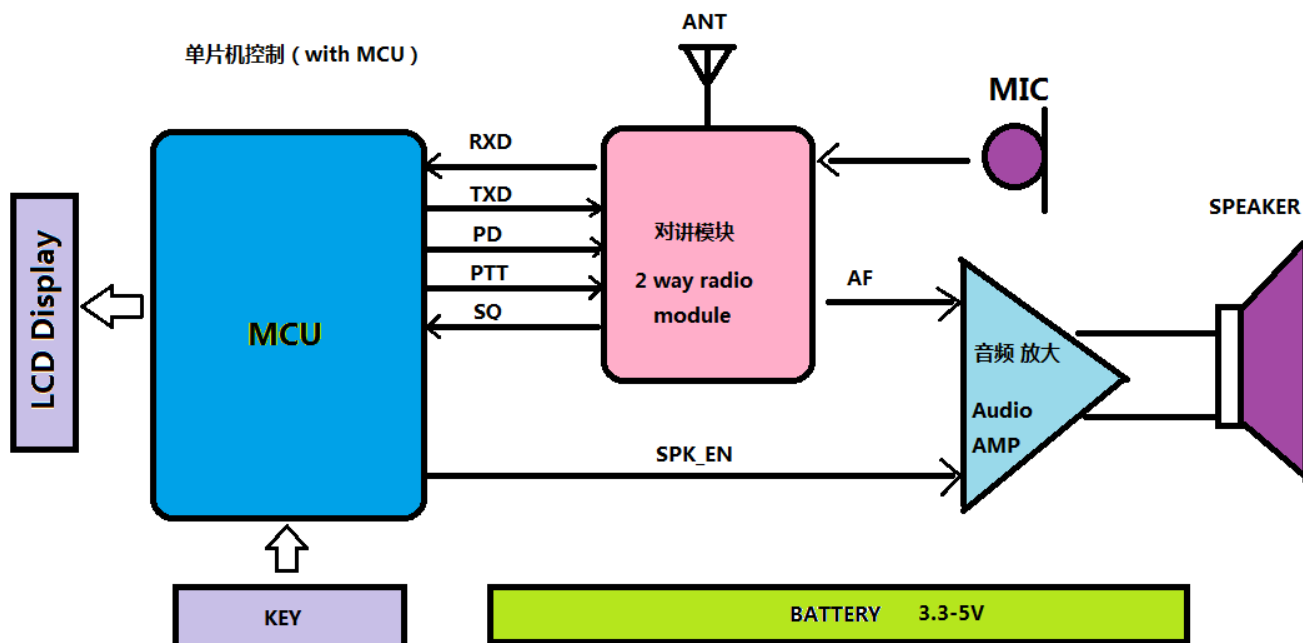 单片机控制（with MCU）
ANT
MIC
SPEAKER
RXD
TXD
PD
PTT
SQ
LCD Display
MCU
对讲模块
2 way radio
module
AF
音频 放大
Audio
AMP
SPK_EN
KEY
BATTERY 3.3-5V